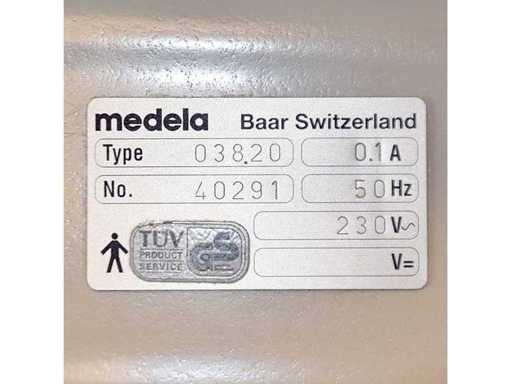 medela Baar Switzerland
Type 038.20 0.1 A
No. 40291 50 Hz
230 V~
TÜV PRODUCT SERVICE GS
V=